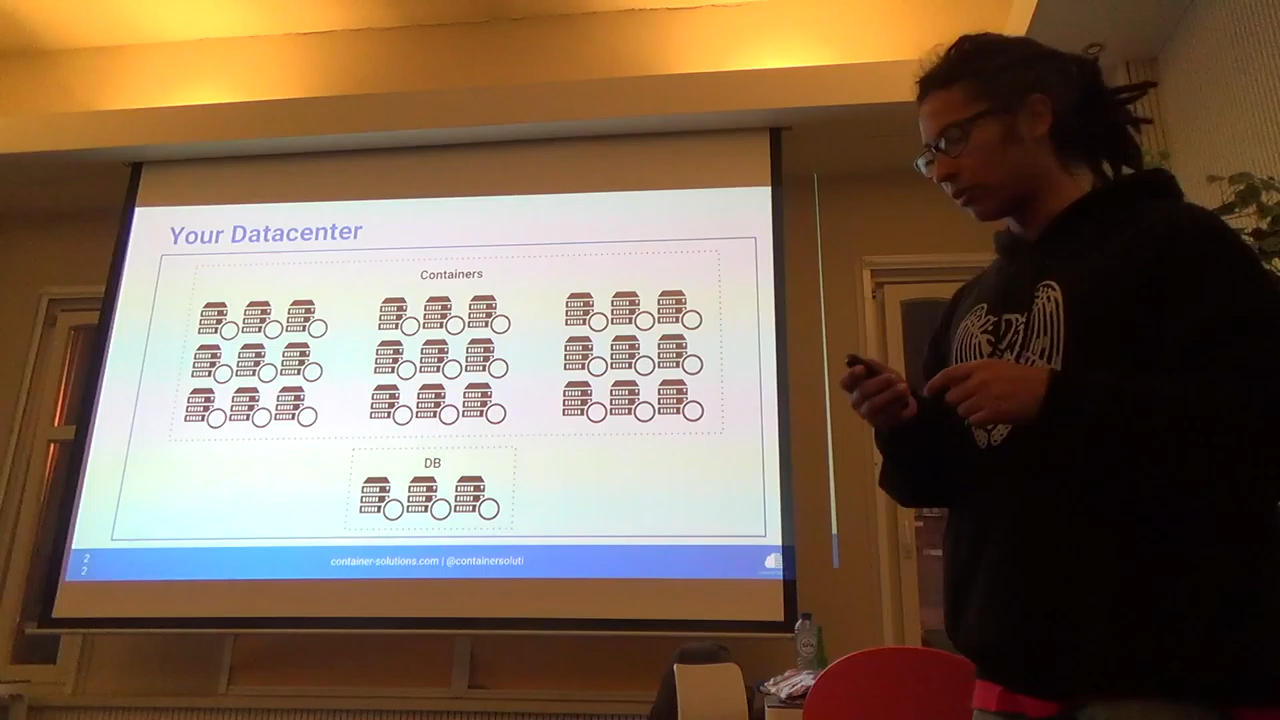 Your Datacenter
Containers
DB
2
2
container-solutions.com | @containersoluti